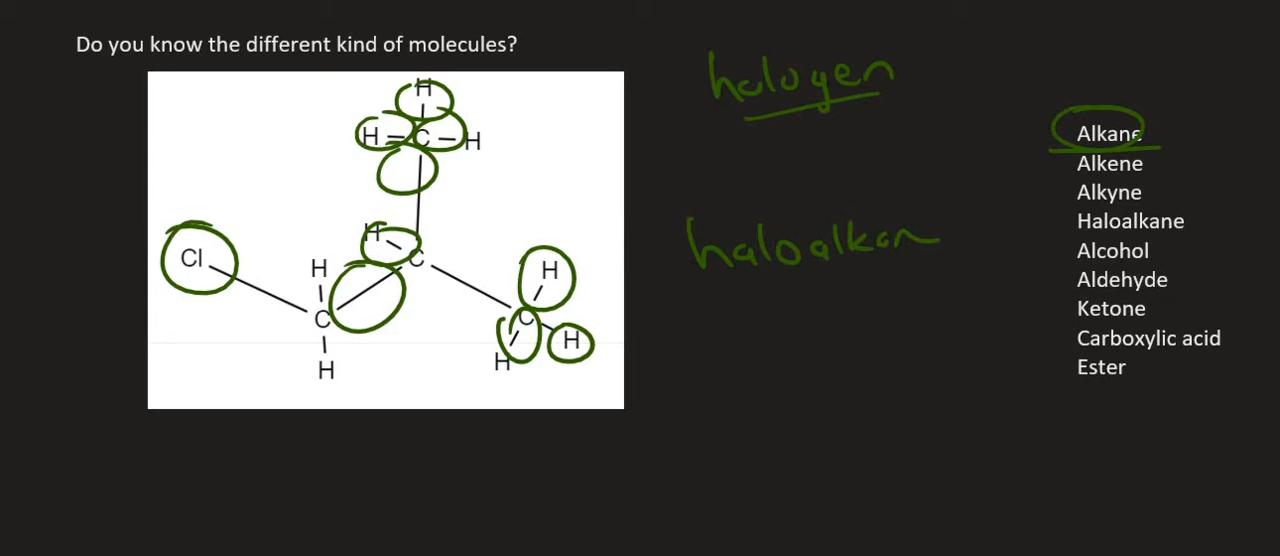 Do you know the different kind of molecules?
halogen
H
H C H
H
Cl
C
H
H
C
C
H
H
H
haloalkan
Alkane
Alkene
Alkyne
Haloalkane
Alcohol
Aldehyde
Ketone
Carboxylic acid
Ester